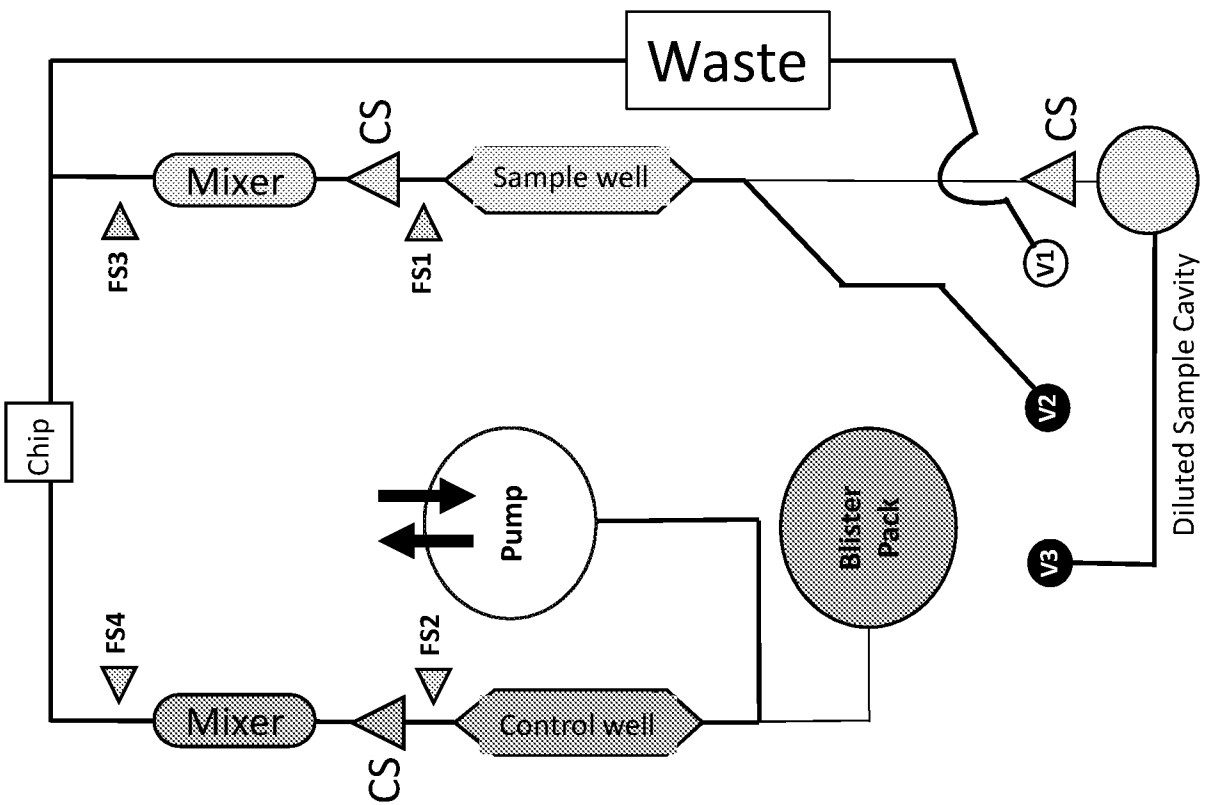 Waste
CS
Mixer
CS
Sample well
FS3
FS1
V1
Chip
V2
Diluted Sample Cavity
Pump
Blister
Pack
V3
FS4
FS2
Mixer
Control well
CS